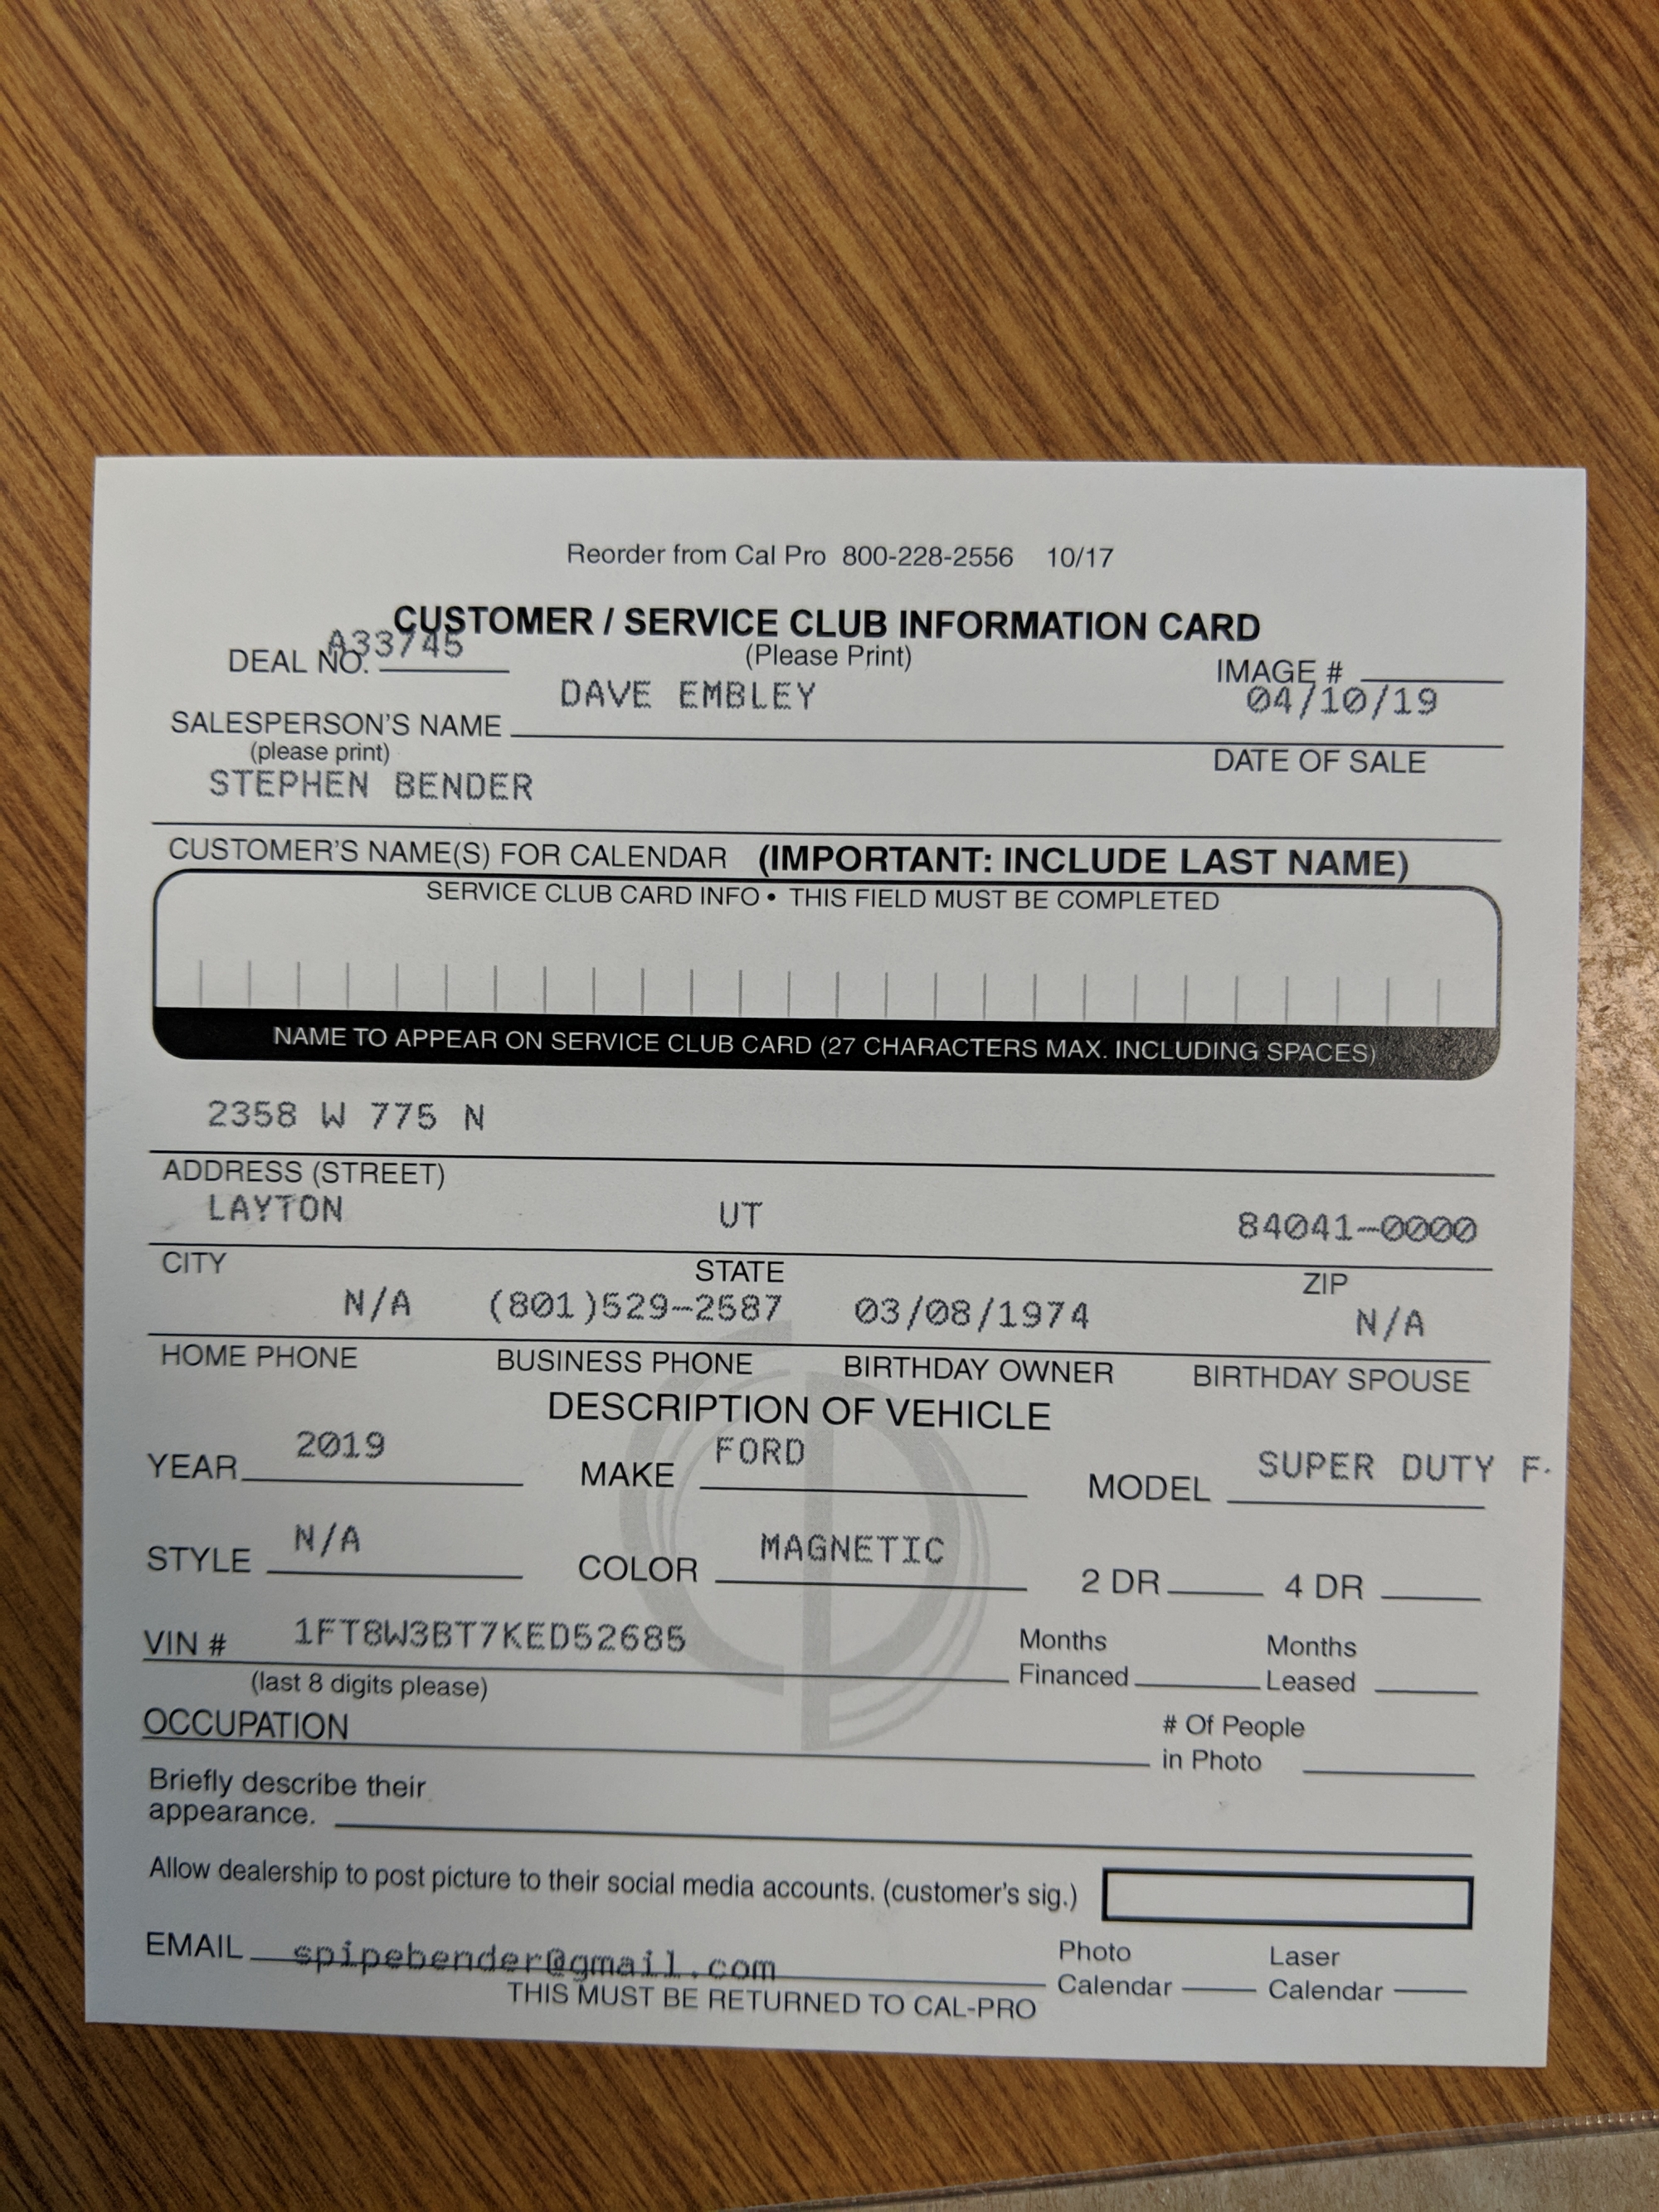 Reorder from Cal Pro 800-228-2556 10/17
CUSTOMER / SERVICE CLUB INFORMATION CARD
(Please Print)
DEAL NO. A33745
IMAGE #
SALESPERSON'S NAME DAVE EMBLEY
(please print)
04/10/19
DATE OF SALE
STEPHEN BENDER
CUSTOMER'S NAME(S) FOR CALENDAR (IMPORTANT: INCLUDE LAST NAME)
SERVICE CLUB CARD INFO • THIS FIELD MUST BE COMPLETED
NAME TO APPEAR ON SERVICE CLUB CARD (27 CHARACTERS MAX. INCLUDING SPACES)
2358 W 775 N
ADDRESS (STREET)
LAYTON UT 84041-0000
CITY STATE ZIP
N/A (801)529-2587 03/08/1974 N/A
HOME PHONE BUSINESS PHONE BIRTHDAY OWNER BIRTHDAY SPOUSE
DESCRIPTION OF VEHICLE
YEAR 2019 MAKE FORD MODEL SUPER DUTY F-
STYLE N/A COLOR MAGNETIC 2 DR 4 DR
VIN # 1FT8W3BT7KED52685 Months Financed Months Leased
(last 8 digits please)
OCCUPATION # Of People in Photo
Briefly describe their
appearance.
Allow dealership to post picture to their social media accounts. (customer's sig.)
EMAIL spipebender@gmail.com Photo Calendar Laser Calendar
THIS MUST BE RETURNED TO CAL-PRO